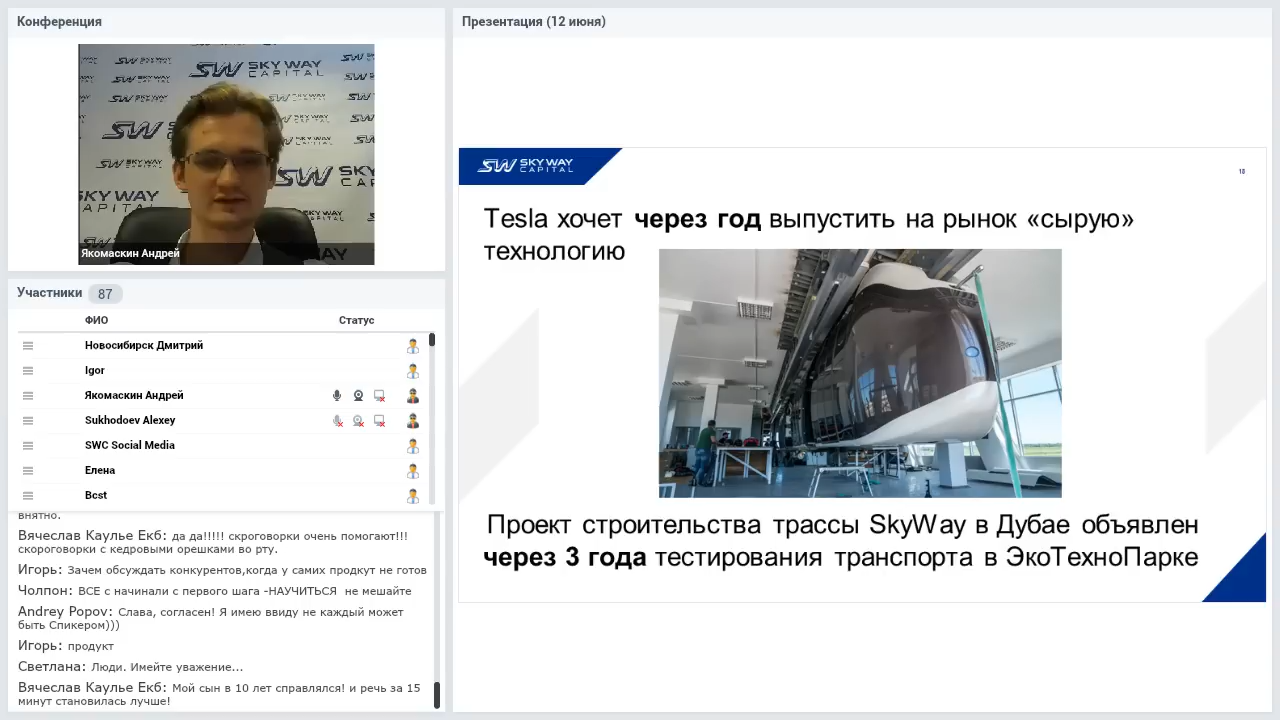 Конференция
SKY WAY
CAPITAL
Якомаскин Андрей
Участники 87
ФИО Статус
Новосибирск Дмитрий
Igor
Якомаскин Андрей
Sukhodoev Alexey
SWC Social Media
Елена
Bcst
внятно.
Вячеслав Каулье Екб: да да!!!!! скроговорки очень помогают!!!
скороговорки с кедровыми орешками во рту.
Игорь: Зачем обсуждать конкурентов,когда у самих продкут не готов
Чолпон: ВСЕ с начинали с первого шага -НАУЧИТЬСЯ не мешайте
Andrey Popov: Слава, согласен! Я имею ввиду не каждый может
быть Спикером)))
Игорь: продукт
Светлана: Люди. Имейте уважение...
Вячеслав Каулье Екб: Мой сын в 10 лет справлялся! и речь за 15
минут становилась лучше!
Презентация (12 июня)
SW SKY WAY
CAPITAL
18
Tesla хочет через год выпустить на рынок «сырую»
технологию
Проект строительства трассы SkyWay в Дубае объявлен
через 3 года тестирования транспорта в ЭкоТехноПарке